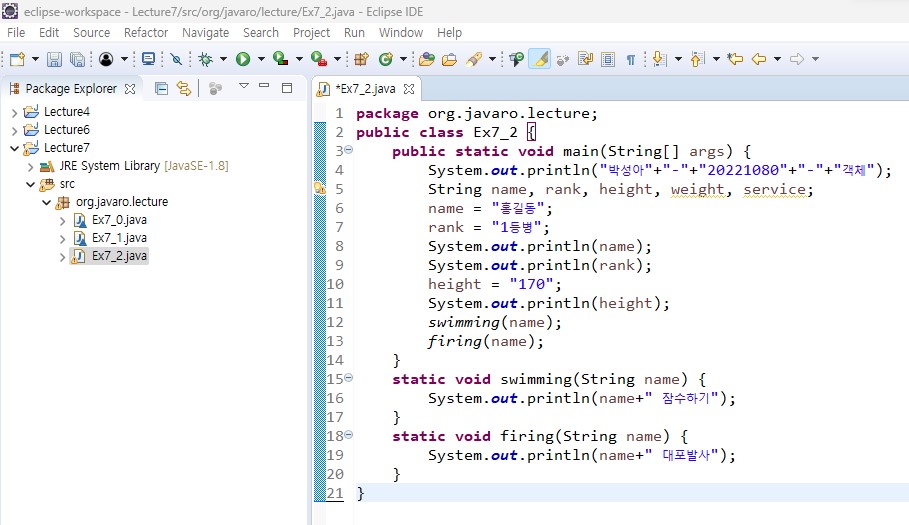 eclipse-workspace - Lecture7/src/org/javaro/lecture/Ex7_2.java - Eclipse IDE
File Edit Source Refactor Navigate Search Project Run Window Help
Package Explorer
Lecture4
Lecture6
Lecture7
JRE System Library [JavaSE-1.8]
src
org.javaro.lecture
Ex7_0.java
Ex7_1.java
Ex7_2.java
*Ex7_2.java
1 package org.javaro.lecture;
2 public class Ex7_2 {
3 public static void main(String[] args) {
4 System.out.println("박성아"+"-"+"20221080"+"-"+"객체");
5 String name, rank, height, weight, service;
6 name = "홍길동";
7 rank = "1등병";
8 System.out.println(name);
9 System.out.println(rank);
10 height = "170";
11 System.out.println(height);
12 swimming(name);
13 firing(name);
14 }
15 static void swimming(String name) {
16 System.out.println(name+" 잠수하기");
17 }
18 static void firing(String name) {
19 System.out.println(name+" 대포발사");
20 }
21 }